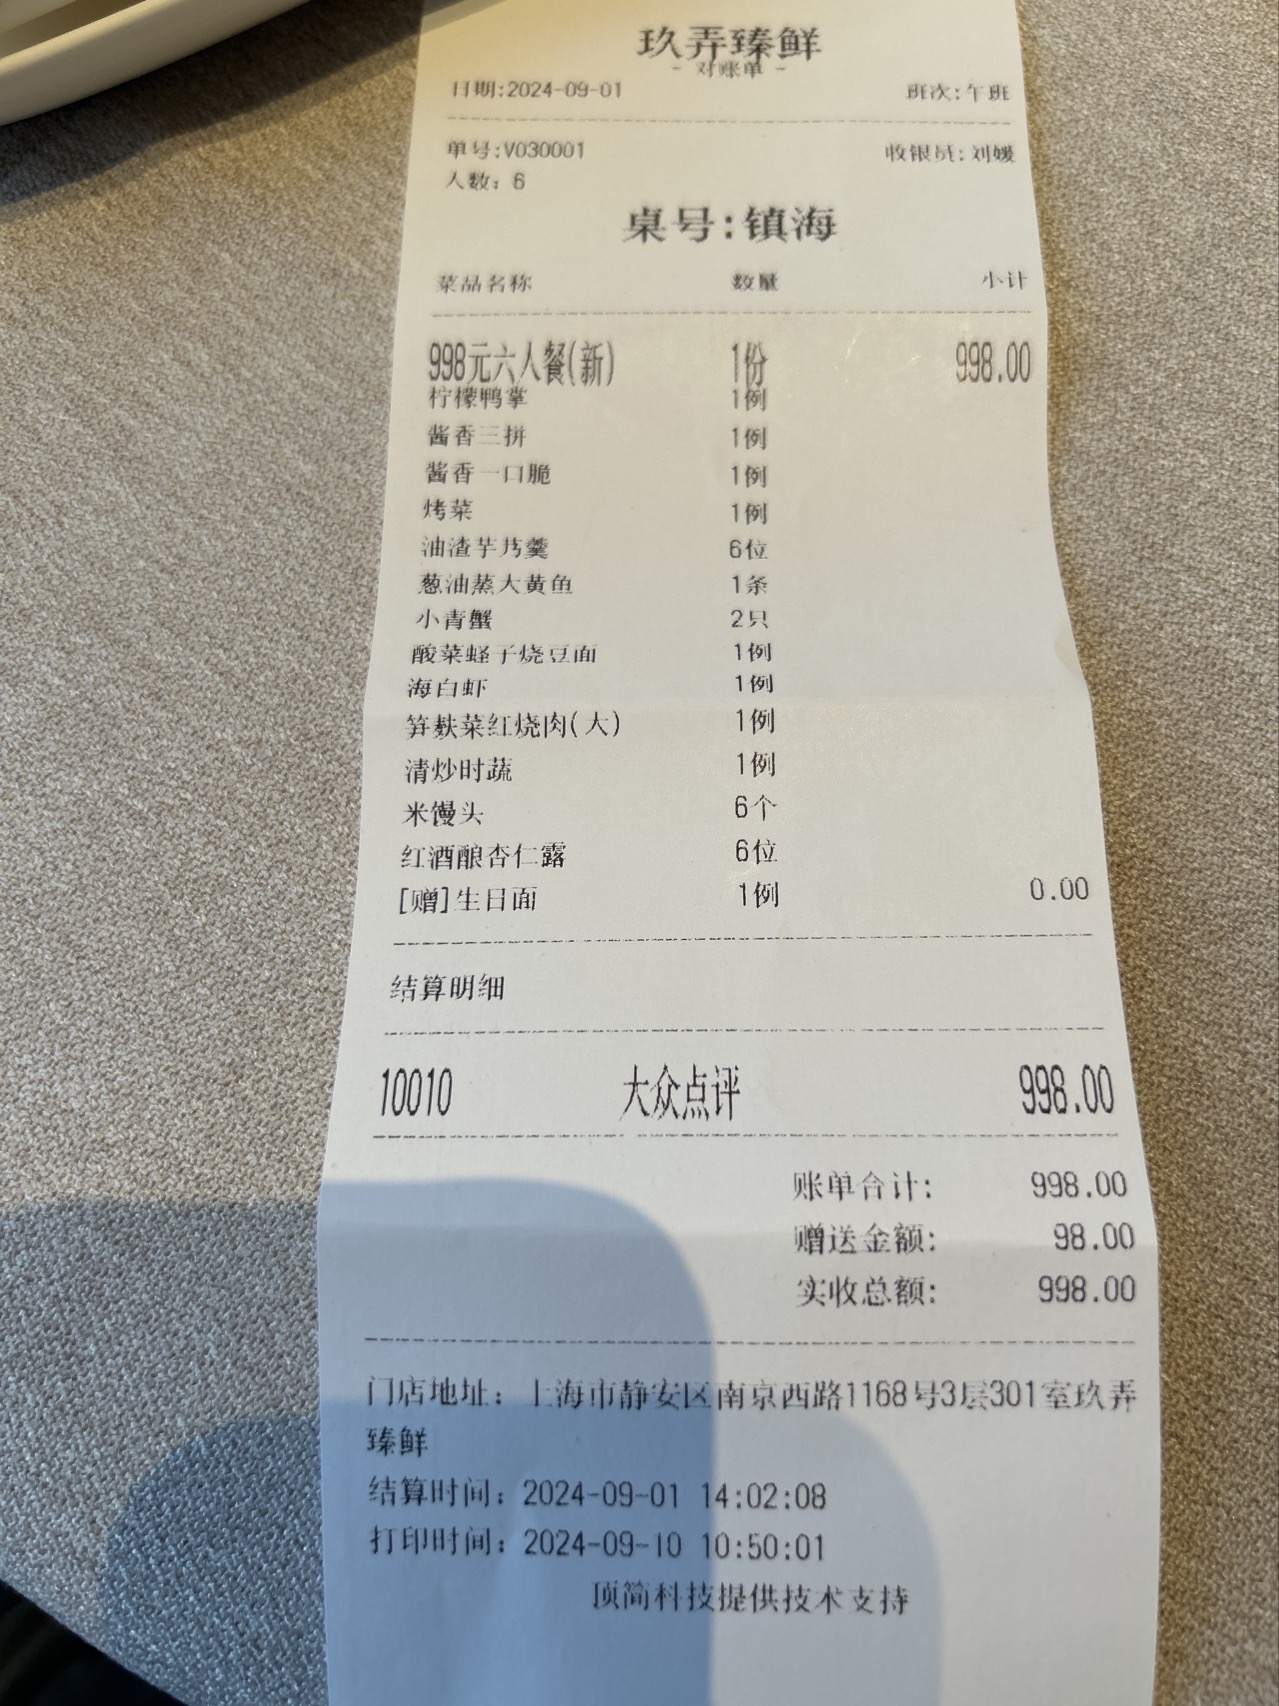 玖弄臻鲜
- 对账单 -
日期:2024-09-01 班次:午班
单号:V030001 收银员:刘嫒
人数: 6
桌号:镇海
菜品名称 数量 小计
998元六人餐(新) 1份 998.00
柠檬鸭掌 1例
酱香三拼 1例
酱香一口脆 1例
烤菜 1例
油渣芋艿羹 6位
葱油蒸大黄鱼 1条
小青蟹 2只
酸菜蛏子烧豆面 1例
海白虾 1例
笋麸菜红烧肉(大) 1例
清炒时蔬 1例
米馒头 6个
红酒酿杏仁露 6位
[赠]生日面 1例 0.00
结算明细
10010 大众点评 998.00
账单合计: 998.00
赠送金额: 98.00
实收总额: 998.00
门店地址: 上海市静安区南京西路1168号3层301室玖弄
臻鲜
结算时间: 2024-09-01 14:02:08
打印时间: 2024-09-10 10:50:01
顶简科技提供技术支持